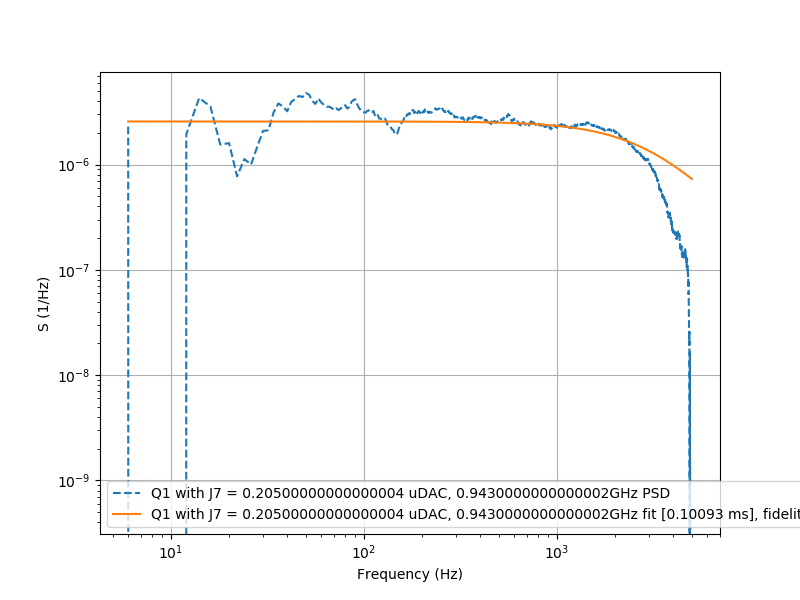 S (1/Hz)
10⁻⁶
10⁻⁷
10⁻⁸
10⁻⁹
Q1 with J7 = 0.20500000000000004 uDAC, 0.9430000000000002GHz PSD
Q1 with J7 = 0.20500000000000004 uDAC, 0.9430000000000002GHz fit [0.10093 ms], fidelit
10¹ 10² 10³
Frequency (Hz)